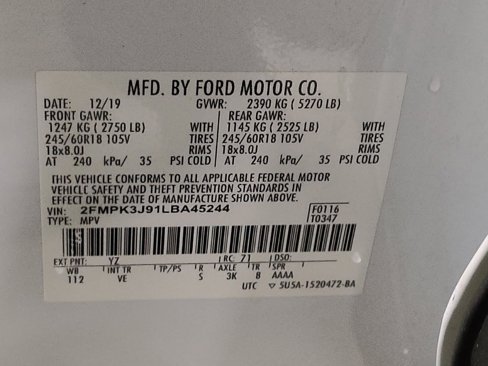 MFD. BY FORD MOTOR CO.
DATE: 12/19 GVWR: 2390 KG ( 5270 LB)
FRONT GAWR: REAR GAWR:
1247 KG ( 2750 LB) WITH 1145 KG ( 2525 LB) WITH
245/60R18 105V TIRES 245/60R18 105V TIRES
18x8.0J RIMS 18x8.0J RIMS
AT 240 kPa/ 35 PSI COLD AT 240 kPa/ 35 PSI COLD
THIS VEHICLE CONFORMS TO ALL APPLICABLE FEDERAL MOTOR
VEHICLE SAFETY AND THEFT PREVENTION STANDARDS IN
EFFECT ON THE DATE OF MANUFACTURE SHOWN ABOVE.
VIN: 2FMPK3J91LBA45244 F0116
TYPE: MPV T0347
EXT PNT: YZ RC: 71 DSO:
WB INT TR TP/PS R AXLE TR SPR
112 VE S 3K 8 AAAA
UTC ▽ 5USA-1520472-BA